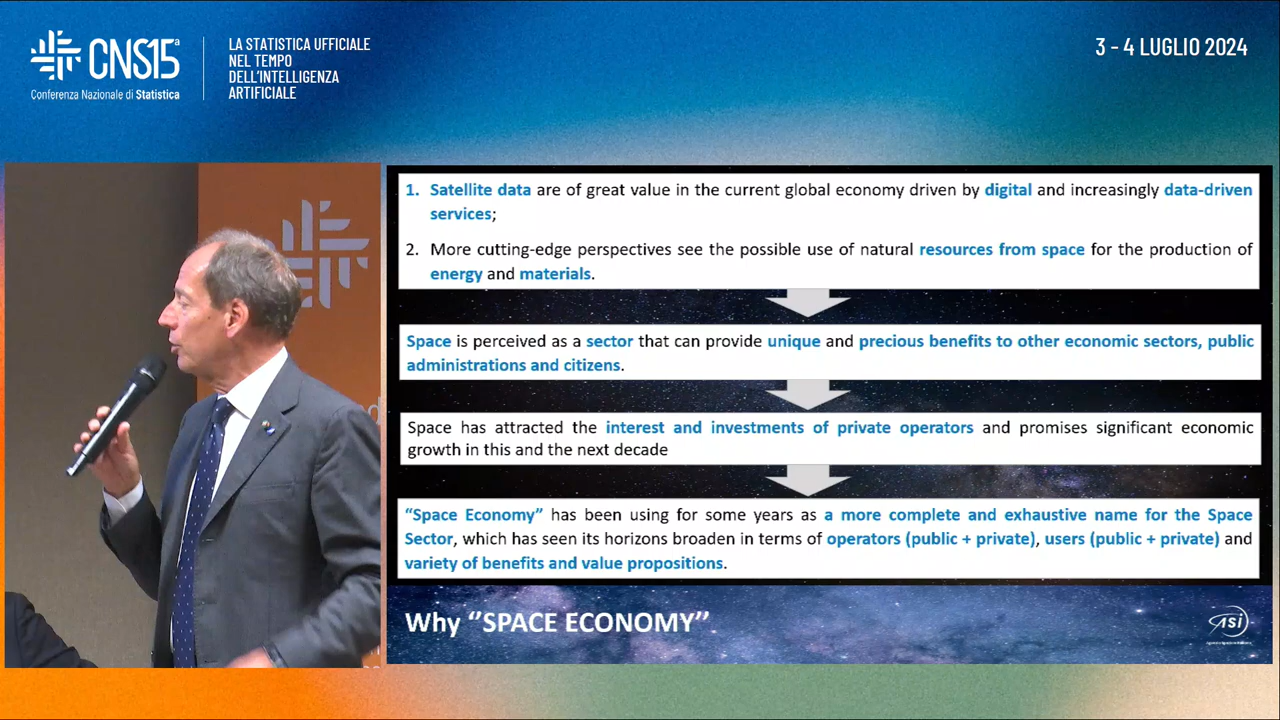 CNS15ª
Conferenza Nazionale di Statistica
LA STATISTICA UFFICIALE
NEL TEMPO
DELL'INTELLIGENZA
ARTIFICIALE
3 - 4 LUGLIO 2024
1. Satellite data are of great value in the current global economy driven by digital and increasingly data-driven
services;
2. More cutting-edge perspectives see the possible use of natural resources from space for the production of
energy and materials.
Space is perceived as a sector that can provide unique and precious benefits to other economic sectors, public
administrations and citizens.
Space has attracted the interest and investments of private operators and promises significant economic
growth in this and the next decade
“Space Economy” has been using for some years as a more complete and exhaustive name for the Space
Sector, which has seen its horizons broaden in terms of operators (public + private), users (public + private) and
variety of benefits and value propositions.
Why “SPACE ECONOMY”
ASI